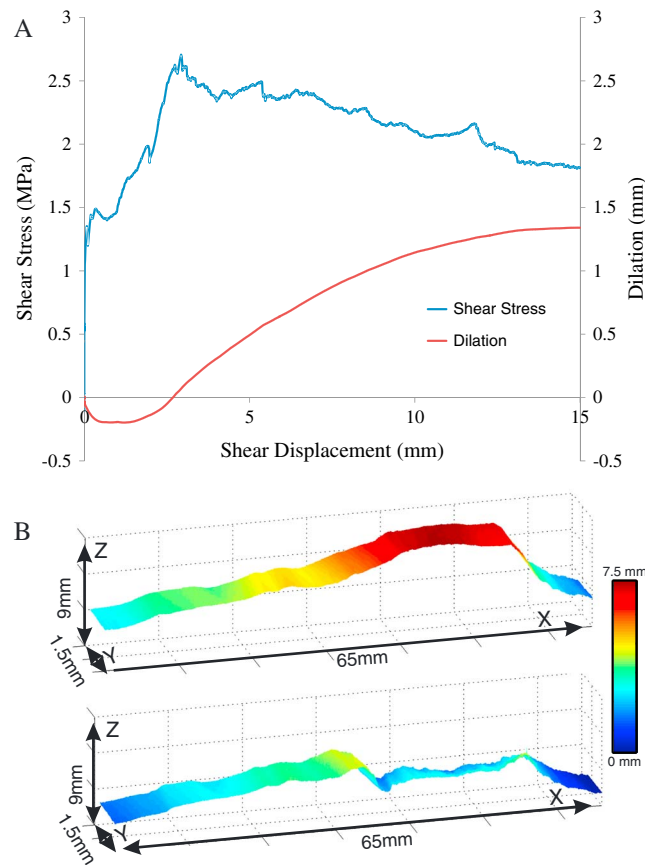 A
3
2.5
2
1.5
1
0.5
0
-0.5
Shear Stress (MPa)
3
2.5
2
1.5
1
0.5
0
-0.5
Dilation (mm)
Shear Stress
Dilation
0
5
10
15
Shear Displacement (mm)
B
Z
9mm
1.5mm
Y
65mm
X
7.5 mm
0 mm
Z
9mm
1.5mm
Y
65mm
X